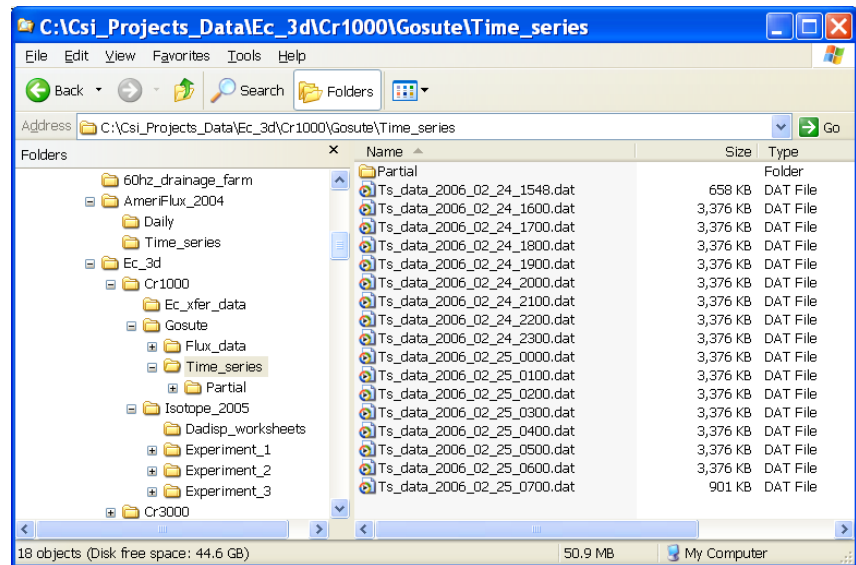 C:\Csi_Projects_Data\Ec_3d\Cr1000\Gosute\Time_series
File Edit View Favorites Tools Help
Back Search Folders
Address C:\Csi_Projects_Data\Ec_3d\Cr1000\Gosute\Time_series Go
Folders
60hz_drainage_farm
AmeriFlux_2004
Daily
Time_series
Ec_3d
Cr1000
Ec_xfer_data
Gosute
Flux_data
Time_series
Partial
Isotope_2005
Dadisp_worksheets
Experiment_1
Experiment_2
Experiment_3
Cr3000
Name Size Type
Partial Folder
Ts_data_2006_02_24_1548.dat 658 KB DAT File
Ts_data_2006_02_24_1600.dat 3,376 KB DAT File
Ts_data_2006_02_24_1700.dat 3,376 KB DAT File
Ts_data_2006_02_24_1800.dat 3,376 KB DAT File
Ts_data_2006_02_24_1900.dat 3,376 KB DAT File
Ts_data_2006_02_24_2000.dat 3,376 KB DAT File
Ts_data_2006_02_24_2100.dat 3,376 KB DAT File
Ts_data_2006_02_24_2200.dat 3,376 KB DAT File
Ts_data_2006_02_24_2300.dat 3,376 KB DAT File
Ts_data_2006_02_25_0000.dat 3,376 KB DAT File
Ts_data_2006_02_25_0100.dat 3,376 KB DAT File
Ts_data_2006_02_25_0200.dat 3,376 KB DAT File
Ts_data_2006_02_25_0300.dat 3,376 KB DAT File
Ts_data_2006_02_25_0400.dat 3,376 KB DAT File
Ts_data_2006_02_25_0500.dat 3,376 KB DAT File
Ts_data_2006_02_25_0600.dat 3,376 KB DAT File
Ts_data_2006_02_25_0700.dat 901 KB DAT File
18 objects (Disk free space: 44.6 GB) 50.9 MB My Computer